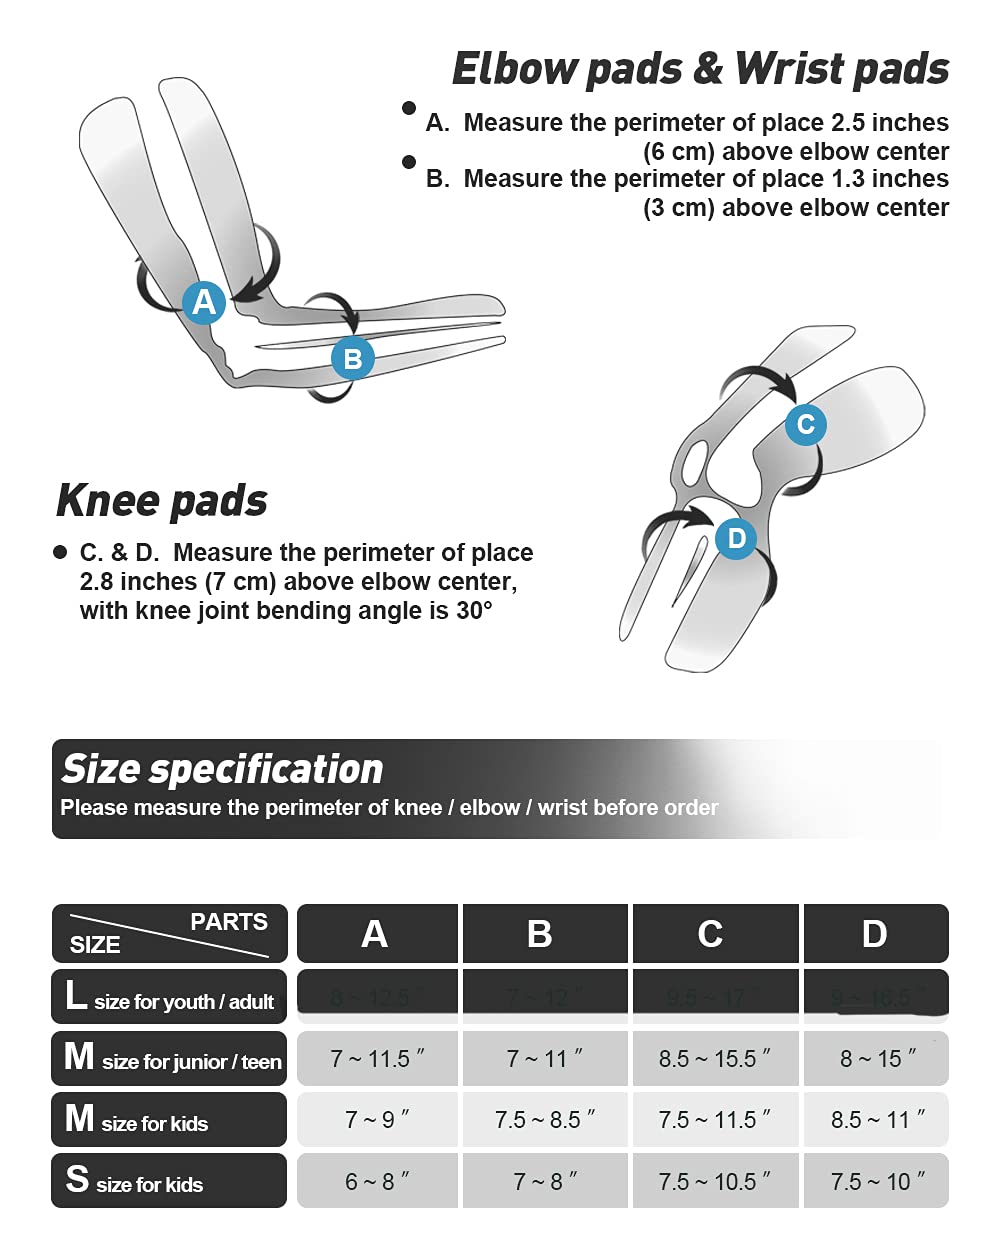 Elbow pads & Wrist pads
A. Measure the perimeter of place 2.5 inches
(6 cm) above elbow center
B. Measure the perimeter of place 1.3 inches
(3 cm) above elbow center
A
B
C
D
Knee pads
C. & D. Measure the perimeter of place
2.8 inches (7 cm) above elbow center,
with knee joint bending angle is 30°
Size specification
Please measure the perimeter of knee / elbow / wrist before order
PARTS
SIZE
A B C D
L size for youth / adult 8 ~ 12.5 ″ 7 ~ 12 ″ 9.5 ~ 17 ″ 9 ~ 16.5 ″
M size for junior / teen 7 ~ 11.5 ″ 7 ~ 11 ″ 8.5 ~ 15.5 ″ 8 ~ 15 ″
M size for kids 7 ~ 9 ″ 7.5 ~ 8.5 ″ 7.5 ~ 11.5 ″ 8.5 ~ 11 ″
S size for kids 6 ~ 8 ″ 7 ~ 8 ″ 7.5 ~ 10.5 ″ 7.5 ~ 10 ″